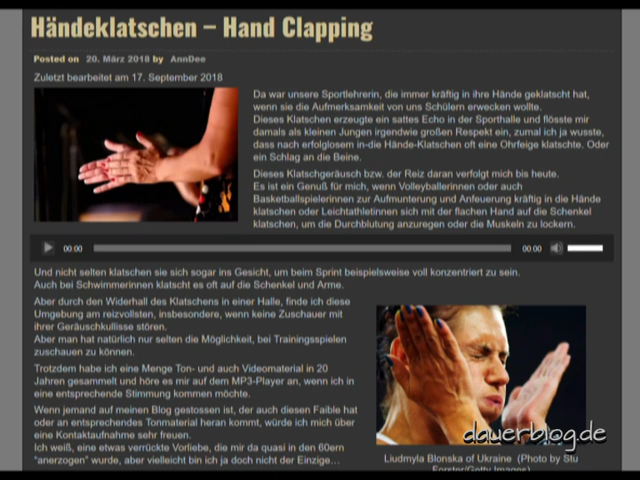 Händeklatschen – Hand Clapping
Posted on 20. März 2018 by AnnDee
Zuletzt bearbeitet am 17. September 2018
Da war unsere Sportlehrerin, die immer kräftig in ihre Hände geklatscht hat,
wenn sie die Aufmerksamkeit von uns Schülern erwecken wollte.
Dieses Klatschen erzeugte ein sattes Echo in der Sporthalle und flösste mir
damals als kleinen Jungen irgendwie großen Respekt ein, zumal ich ja wusste,
dass nach erfolglosem in-die Hände-Klatschen oft eine Ohrfeige klatschte. Oder
ein Schlag an die Beine.
Dieses Klatschgeräusch bzw. der Reiz daran verfolgt mich bis heute.
Es ist ein Genuß für mich, wenn Volleyballerinnen oder auch
Basketballspielerinnen zur Aufmunterung und Anfeuerung kräftig in die Hände
klatschen oder Leichtathletinnen sich mit der flachen Hand auf die Schenkel
klatschen, um die Durchblutung anzuregen oder die Muskeln zu lockern.
00:00 00:00
Und nicht selten klatschen sie sich sogar ins Gesicht, um beim Sprint beispielsweise voll konzentriert zu sein.
Auch bei Schwimmerinnen klatscht es oft auf die Schenkel und Arme.
Aber durch den Widerhall des Klatschens in einer Halle, finde ich diese
Umgebung am reizvollsten, insbesondere, wenn keine Zuschauer mit
ihrer Geräuschkullisse stören.
Aber man hat natürlich nur selten die Möglichkeit, bei Trainingsspielen
zuschauen zu können.
Trotzdem habe ich eine Menge Ton- und auch Videomaterial in 20
Jahren gesammelt und höre es mir auf dem MP3-Player an, wenn ich in
eine entsprechende Stimmung kommen möchte.
Wenn jemand auf meinen Blog gestossen ist, der auch diesen Faible hat
oder an entsprechendes Tonmaterial heran kommt, würde ich mich über
eine Kontaktaufnahme sehr freuen.
Ich weiß, eine etwas verrückte Vorliebe, die mir da quasi in den 60ern
"anerzogen" wurde, aber vielleicht bin ich ja doch nicht der Einzige…
dauerblog.de
Liudmyla Blonska of Ukraine (Photo by Stu
Forster/Getty Images)